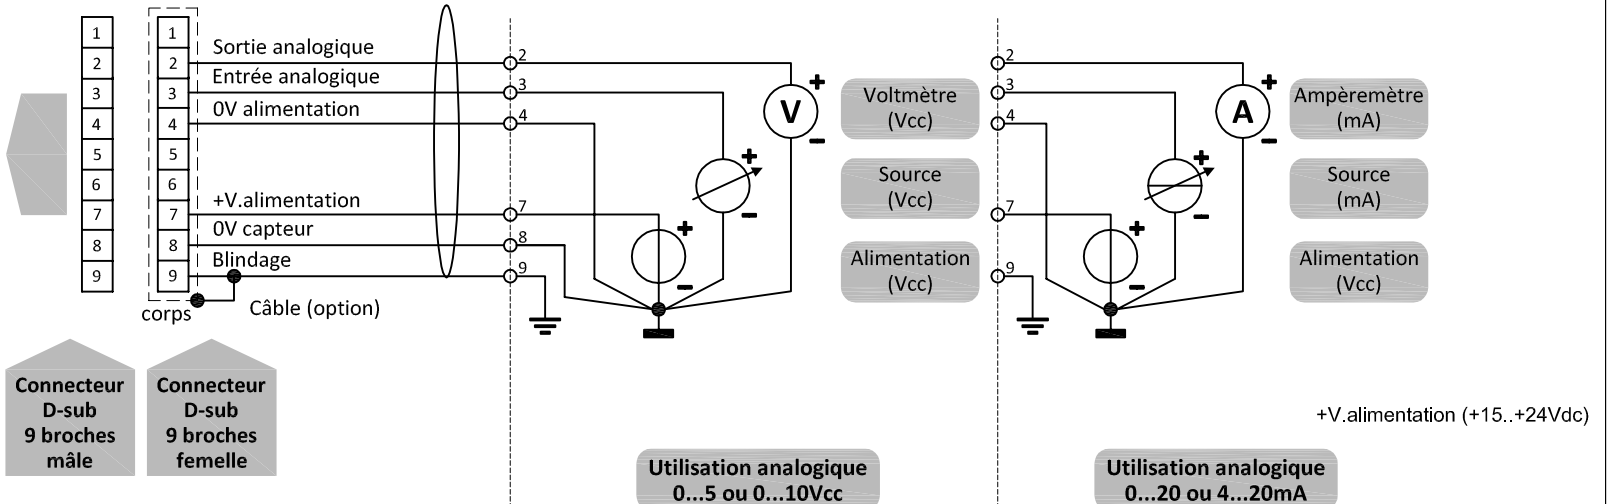 1
2
3
4
5
6
7
8
9
1
2
3
4
5
6
7
8
9
Sortie analogique
Entrée analogique
0V alimentation
+V.alimentation
0V capteur
Blindage
corps
Câble (option)
2
3
4
7
8
9
V
+
−
+
−
+
−
Voltmètre
(Vcc)
Source
(Vcc)
Alimentation
(Vcc)
2
3
4
7
9
A
+
−
+
−
+
−
Ampèremètre
(mA)
Source
(mA)
Alimentation
(Vcc)
Connecteur
D-sub
9 broches
mâle
Connecteur
D-sub
9 broches
femelle
+V.alimentation (+15..+24Vdc)
Utilisation analogique
0...5 ou 0...10Vcc
Utilisation analogique
0...20 ou 4...20mA